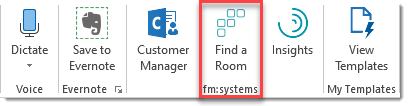 Dictate
Save to
Evernote
Customer
Manager
Find a
Room
Insights
View
Templates
Voice
Evernote
fm:systems
My Templates